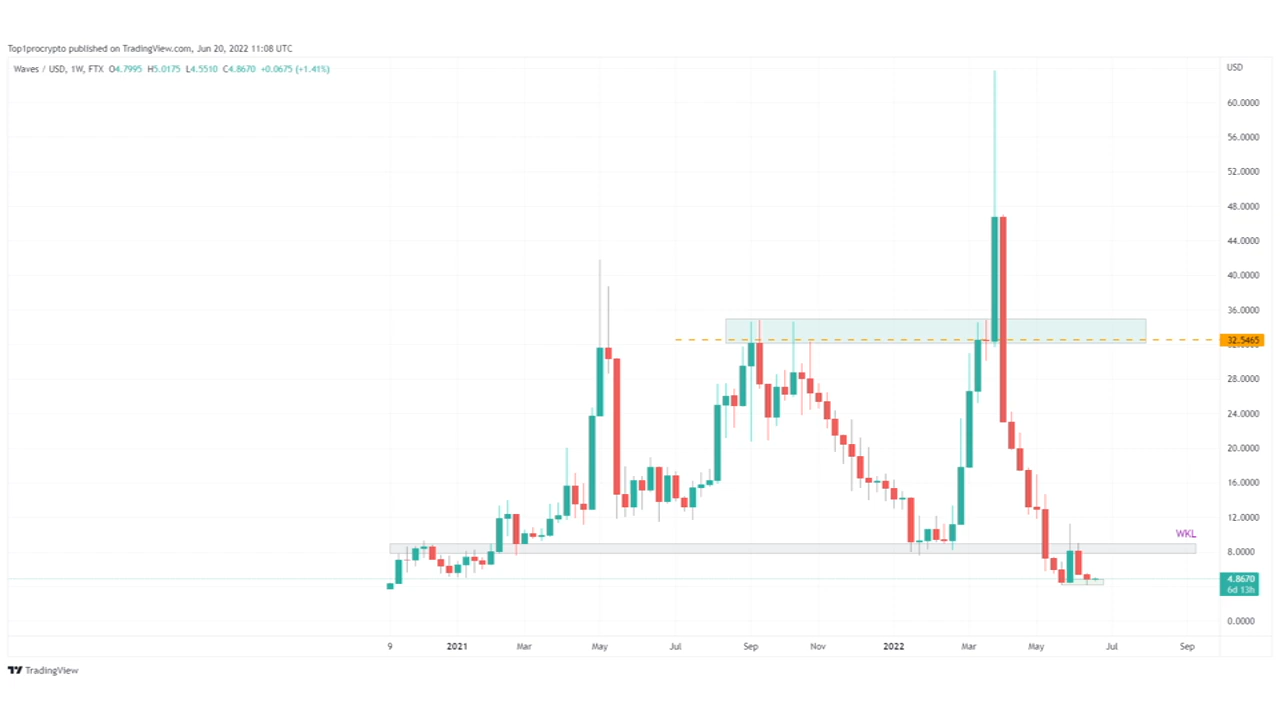 Top1procrypto published on TradingView.com, Jun 20, 2022 11:08 UTC
Waves / USD, 1W, FTX O4.7995 H5.0175 L4.5510 C4.8670 +0.0675 (+1.41%)
USD
60.0000
56.0000
52.0000
48.0000
44.0000
40.0000
36.0000
32.5465
28.0000
24.0000
20.0000
16.0000
12.0000
WKL
8.0000
4.8670
6d 13h
0.0000
9 2021 Mar May Jul Sep Nov 2022 Mar May Jul Sep
TradingView